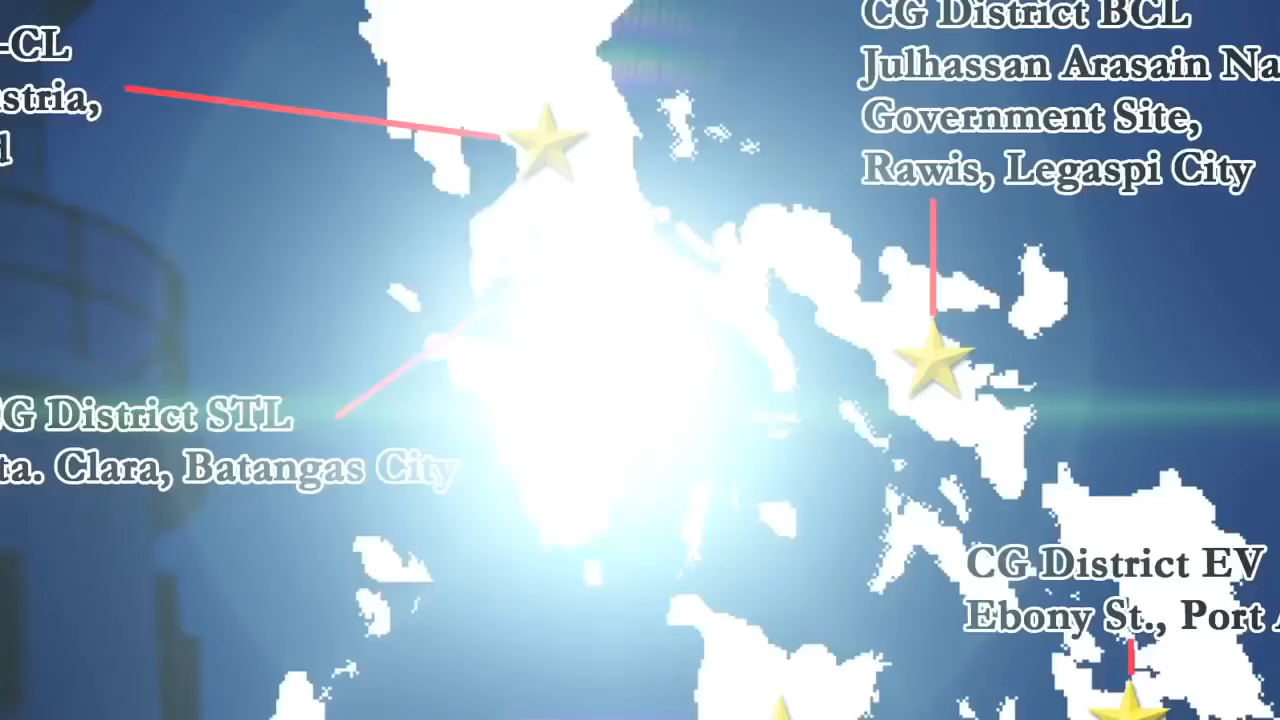 -CL
CG District BCL
Julhassan Arasain Na
Government Site,
Rawis, Legaspi City
G District STL
ta. Clara, Batangas City
CG District EV
Ebony St., Port